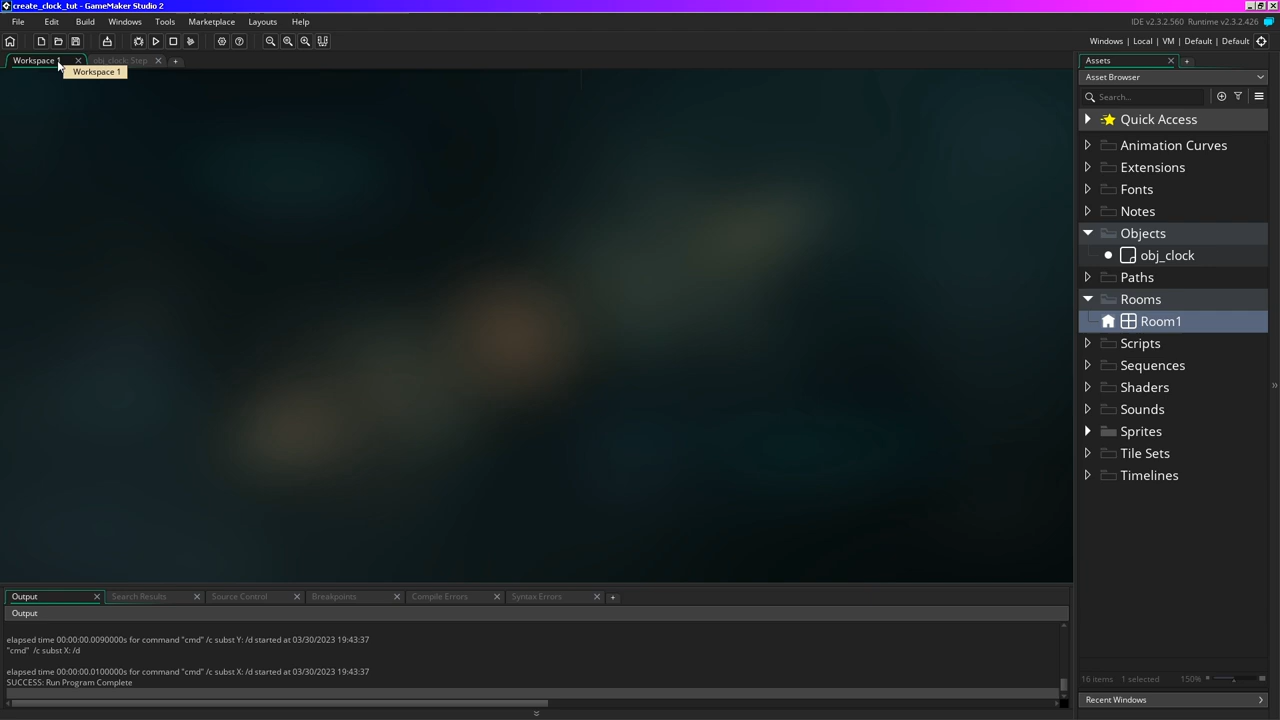 create_clock_tut - GameMaker Studio 2
File Edit Build Windows Tools Marketplace Layouts Help
IDE v2.3.2.560 Runtime v2.3.2.426
Windows | Local | VM | Default | Default
Workspace 1 obj_clock: Step
Workspace 1
Assets
Asset Browser
Search...
Quick Access
Animation Curves
Extensions
Fonts
Notes
Objects
obj_clock
Paths
Rooms
Room1
Scripts
Sequences
Shaders
Sounds
Sprites
Tile Sets
Timelines
16 items 1 selected 150%
Recent Windows
Output Search Results Source Control Breakpoints Compile Errors Syntax Errors
Output
elapsed time 00:00:00.0090000s for command "cmd" /c subst Y: /d started at 03/30/2023 19:43:37
"cmd" /c subst X: /d
elapsed time 00:00:00.0100000s for command "cmd" /c subst X: /d started at 03/30/2023 19:43:37
SUCCESS: Run Program Complete